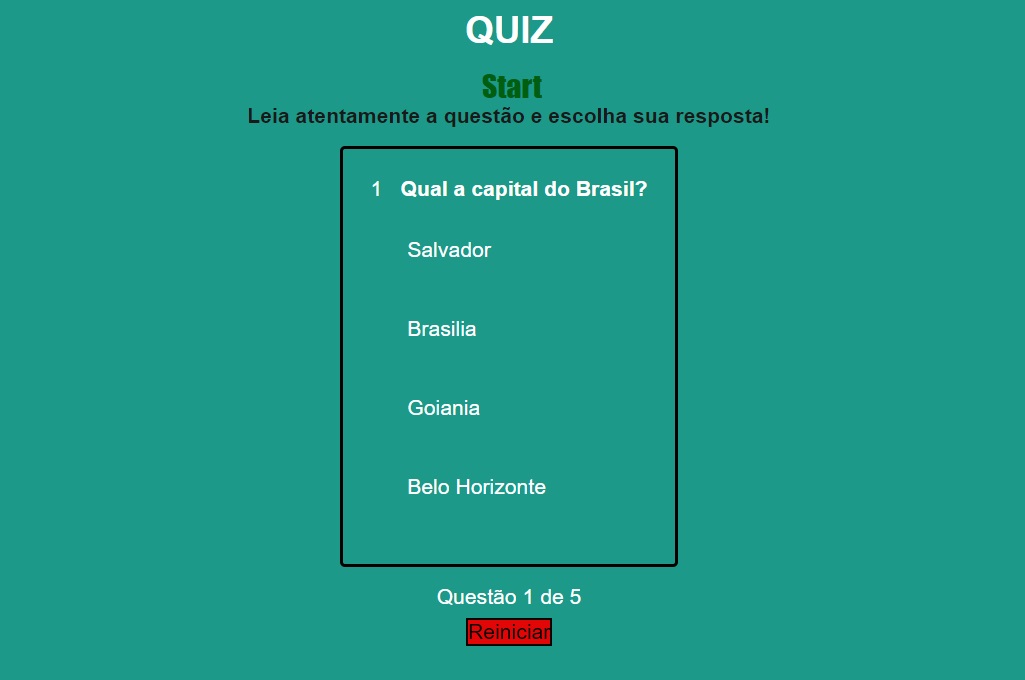 QUIZ
Start
Leia atentamente a questão e escolha sua resposta!
1 Qual a capital do Brasil?
Salvador
Brasilia
Goiania
Belo Horizonte
Questão 1 de 5
Reiniciar